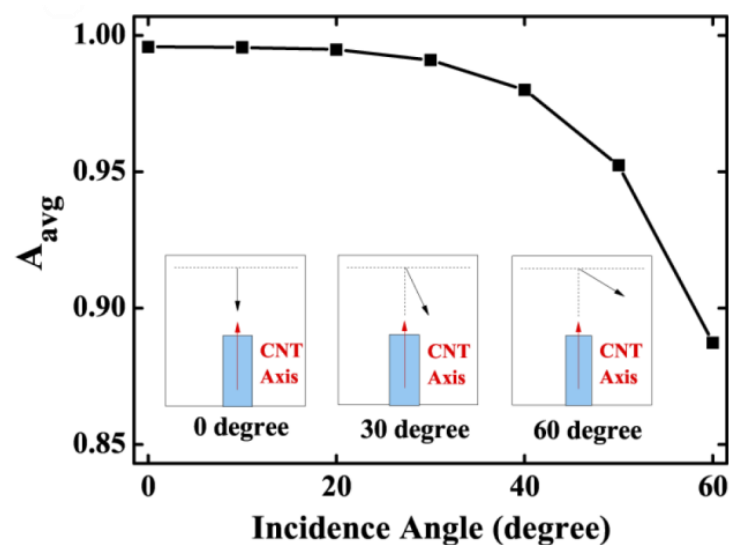 1.00
0.95
0.90
0.85
A_avg
CNT
Axis
0 degree
CNT
Axis
30 degree
CNT
Axis
60 degree
0
20
40
60
Incidence Angle (degree)